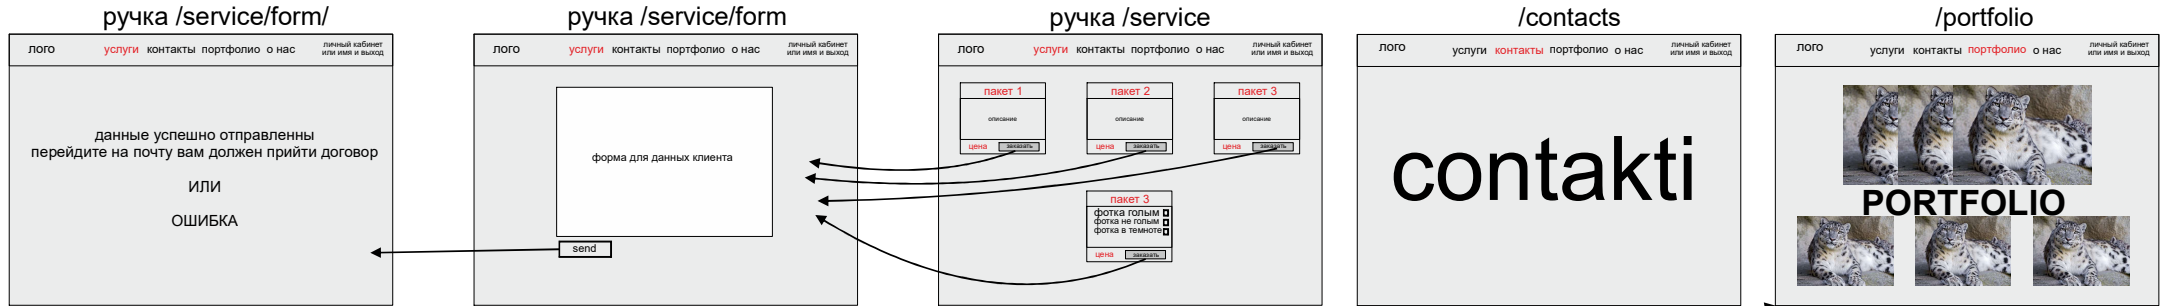 ручка /service/form/
лого
услуги контакты портфолио о нас
личный кабинет
или имя и выход
данные успешно отправленны
перейдите на почту вам должен прийти договор
ИЛИ
ОШИБКА
ручка /service/form
лого
услуги контакты портфолио о нас
личный кабинет
или имя и выход
форма для данных клиента
send
ручка /service
лого
услуги контакты портфолио о нас
личный кабинет
или имя и выход
пакет 1
описание
цена
заказать
пакет 2
описание
цена
заказать
пакет 3
описание
цена
заказать
пакет 3
фотка голым
фотка не голым
фотка в темноте
цена
заказать
/contacts
лого
услуги контакты портфолио о нас
личный кабинет
или имя и выход
contakti
/portfolio
лого
услуги контакты портфолио о нас
личный кабинет
или имя и выход
PORTFOLIO